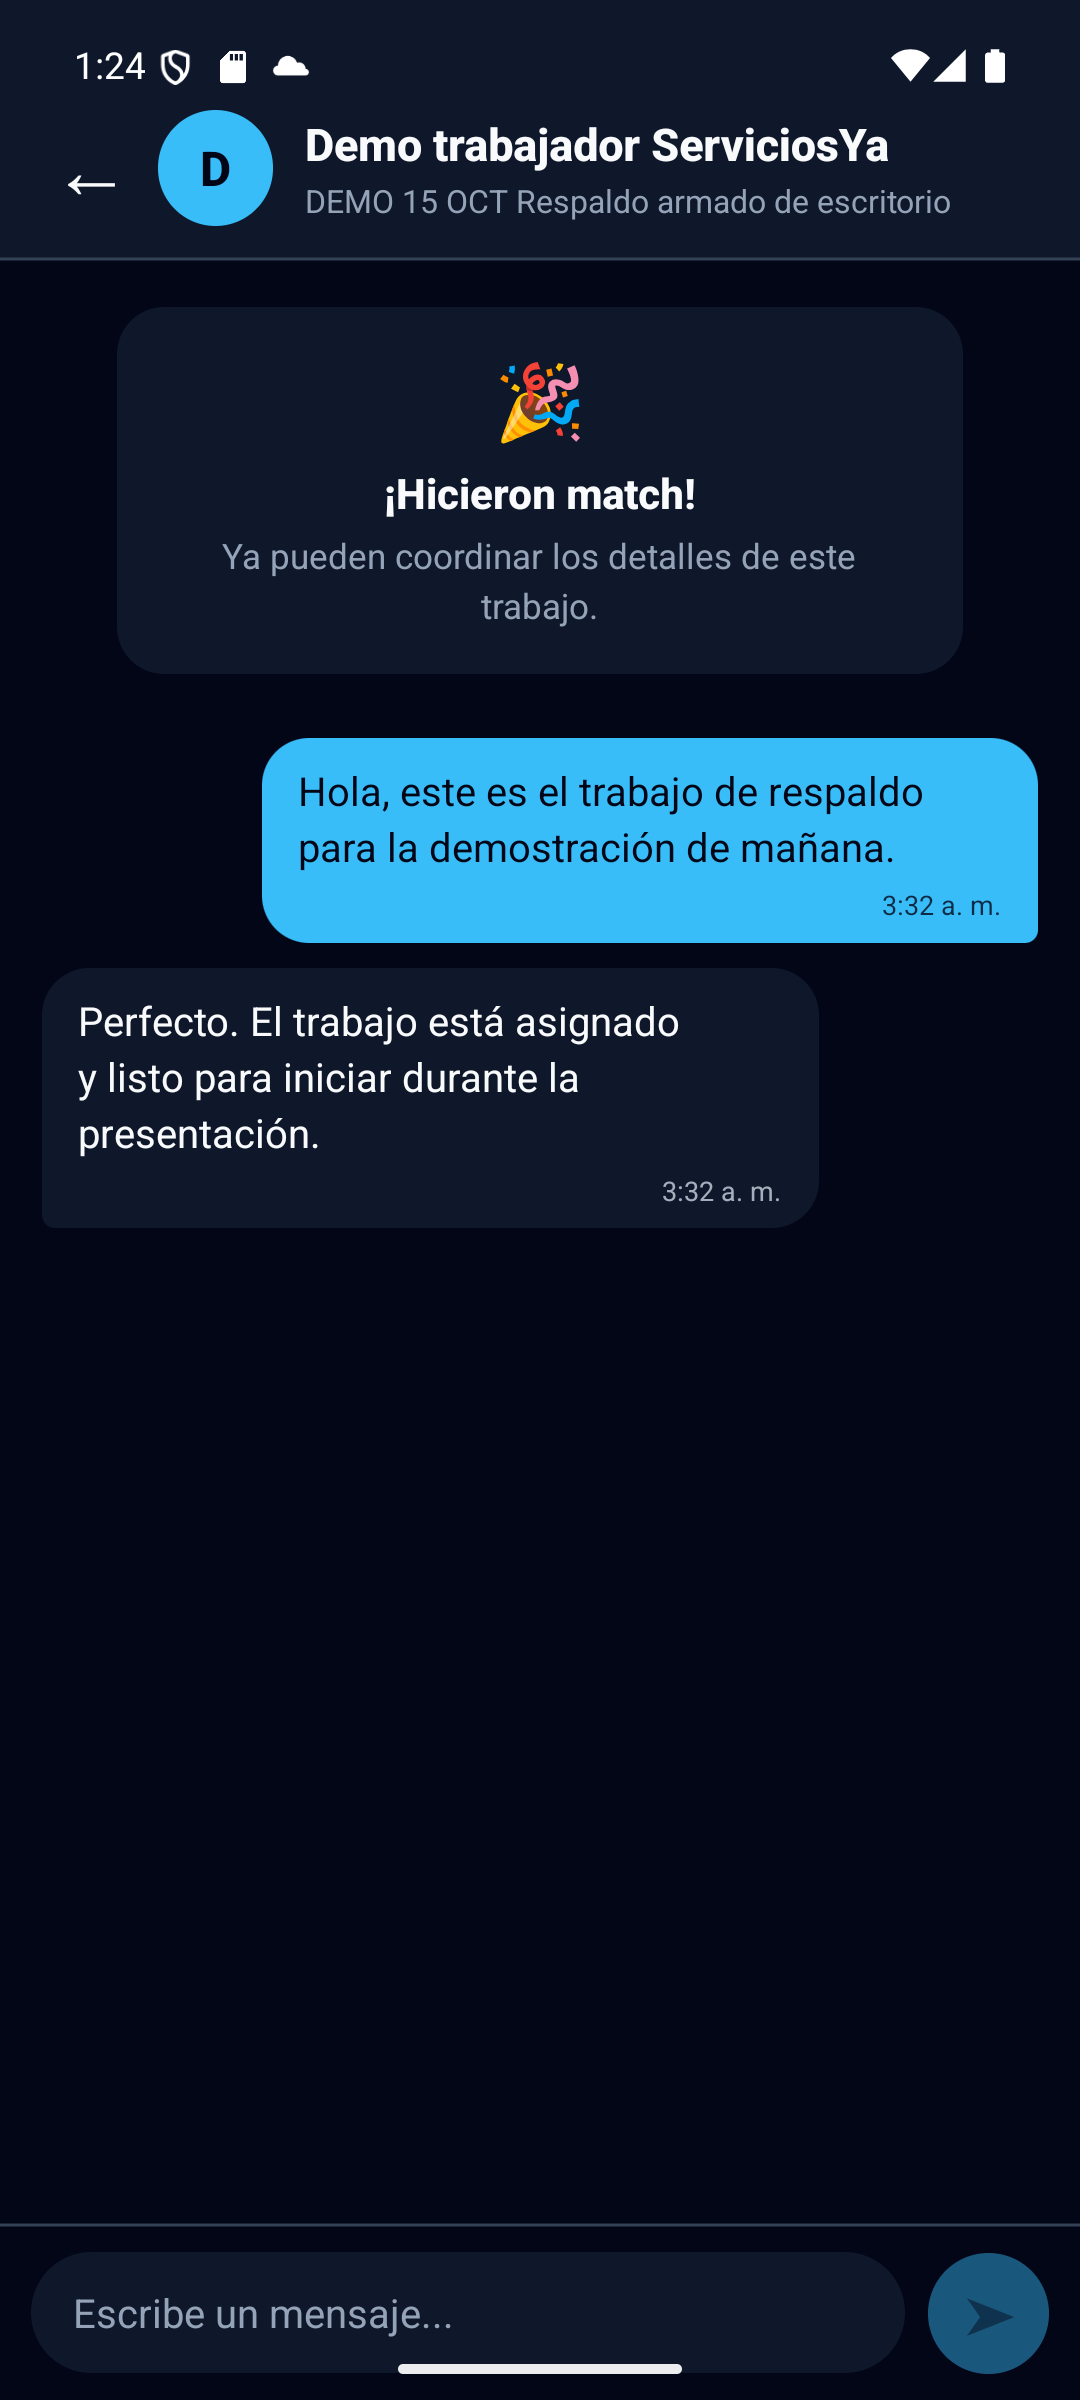 1:24
D
Demo trabajador ServiciosYa
DEMO 15 OCT Respaldo armado de escritorio
¡Hicieron match!
Ya pueden coordinar los detalles de este
trabajo.
Hola, este es el trabajo de respaldo
para la demostración de mañana.
3:32 a. m.
Perfecto. El trabajo está asignado
y listo para iniciar durante la
presentación.
3:32 a. m.
Escribe un mensaje...